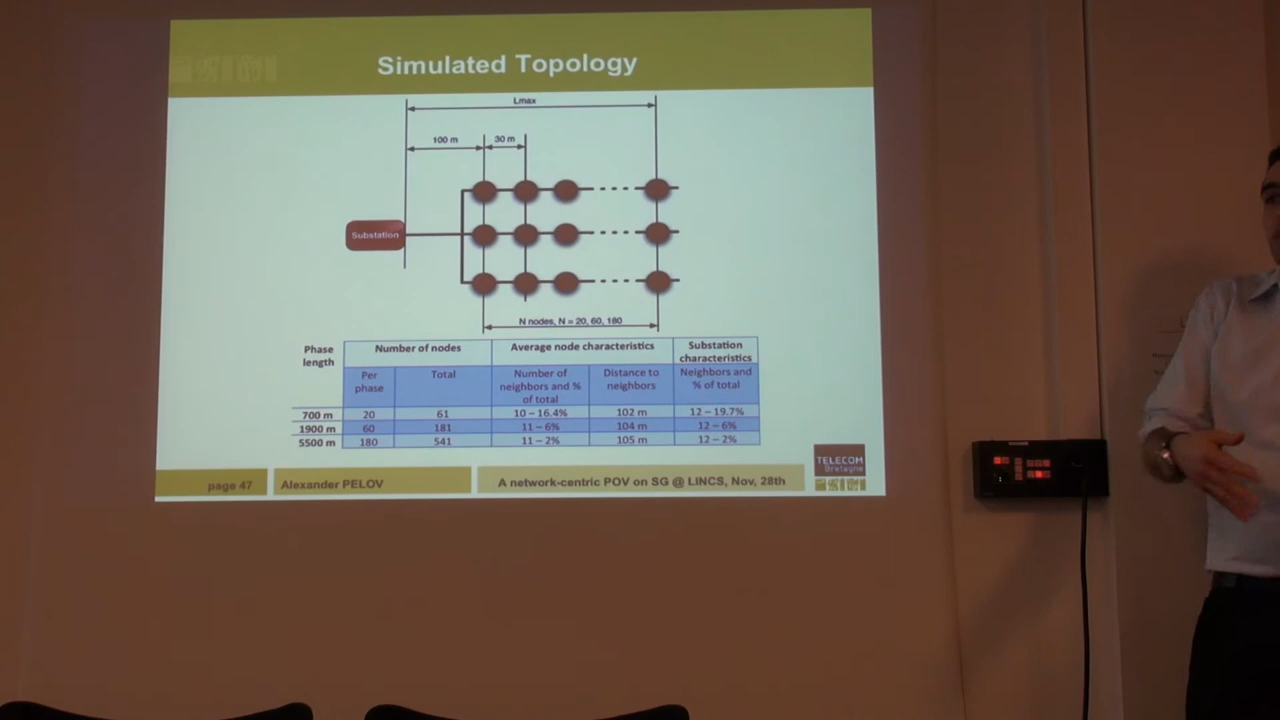 Simulated Topology
Lmax
100 m
30 m
Substation
N nodes, N = 20, 60, 180
Phase length
Number of nodes
Average node characteristics
Substation characteristics
Per phase
Total
Number of neighbors and % of total
Distance to neighbors
Neighbors and % of total
700 m 20 61 10 – 16.4% 102 m 12 – 19.7%
1900 m 60 181 11 – 6% 104 m 12 – 6%
5500 m 180 541 11 – 2% 105 m 12 – 2%
page 47
Alexander PELOV
A network-centric POV on SG @ LINCS, Nov, 28th
TELECOM
Bretagne